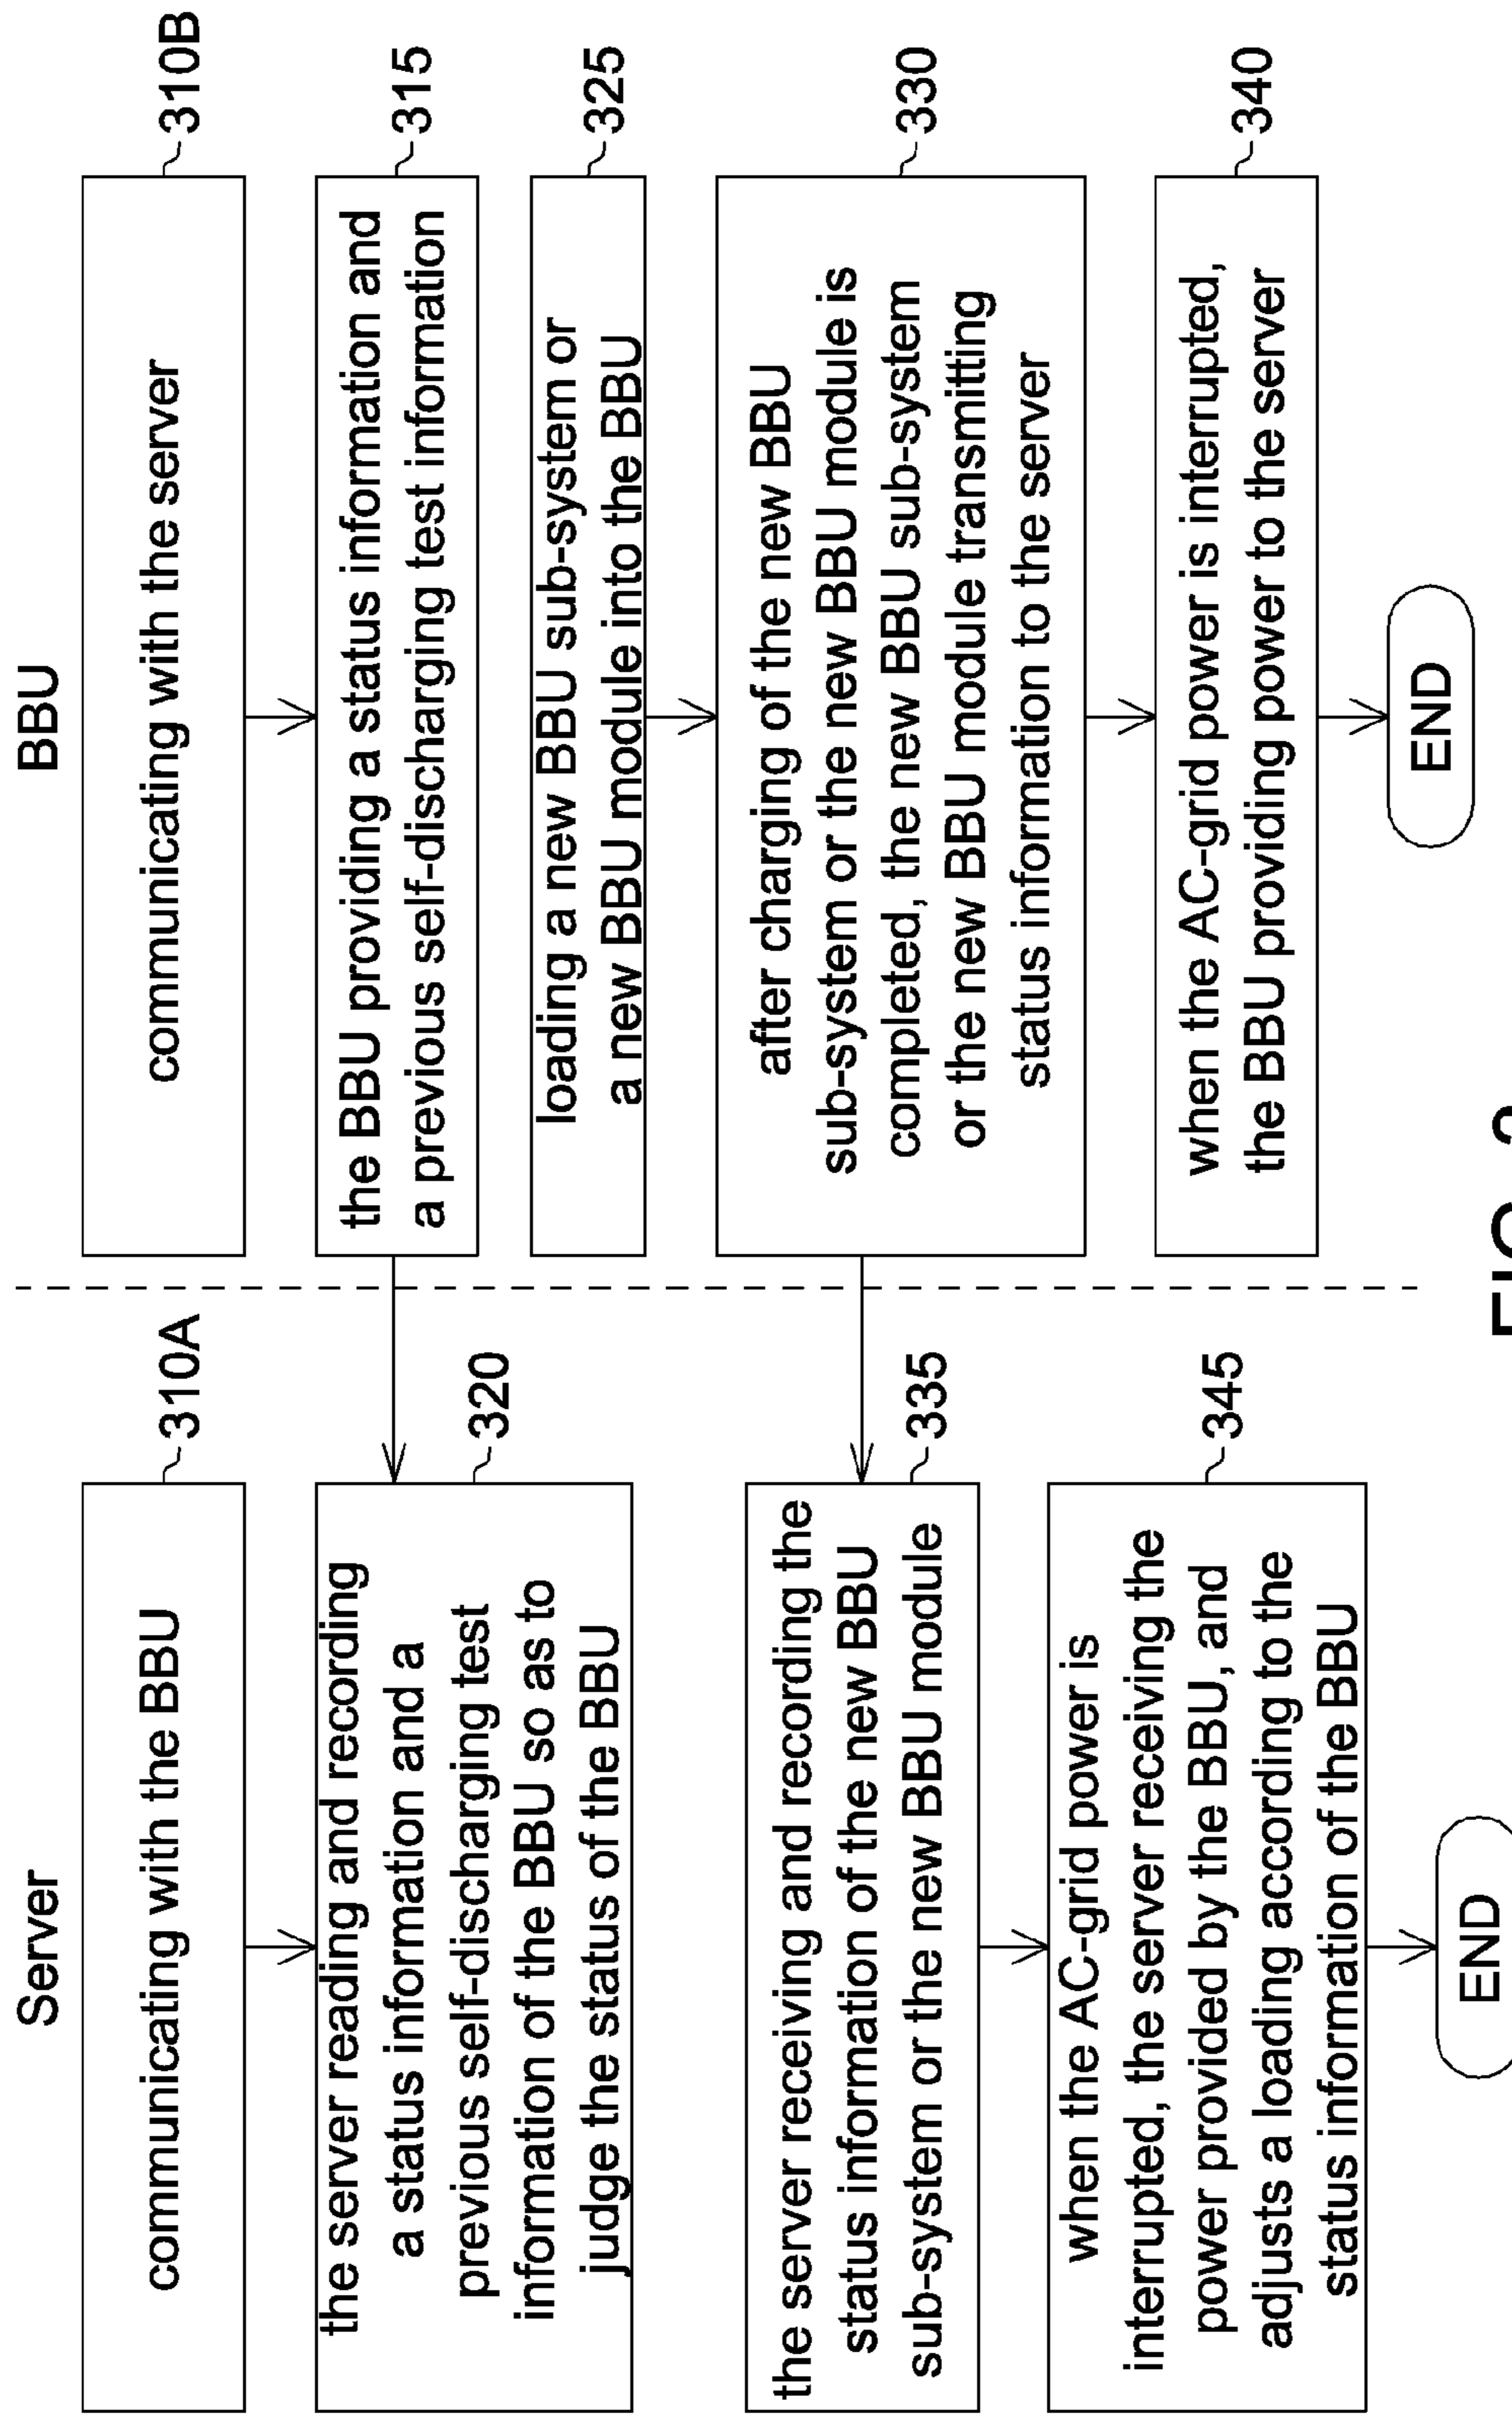 Server
communicating with the BBU
310A
the server reading and recording
a status information and a
previous self-discharging test
information of the BBU so as to
judge the status of the BBU
320
the server receiving and recording the
status information of the new BBU
sub-system or the new BBU module
335
when the AC-grid power is
interrupted, the server receiving the
power provided by the BBU, and
adjusts a loading according to the
status information of the BBU
345
END
BBU
communicating with the server
310B
the BBU providing a status information and
a previous self-discharging test information
315
loading a new BBU sub-system or
a new BBU module into the BBU
325
after charging of the new BBU
sub-system or the new BBU module is
completed, the new BBU sub-system
or the new BBU module transmitting
status information to the server
330
when the AC-grid power is interrupted,
the BBU providing power to the server
340
END
FIG.